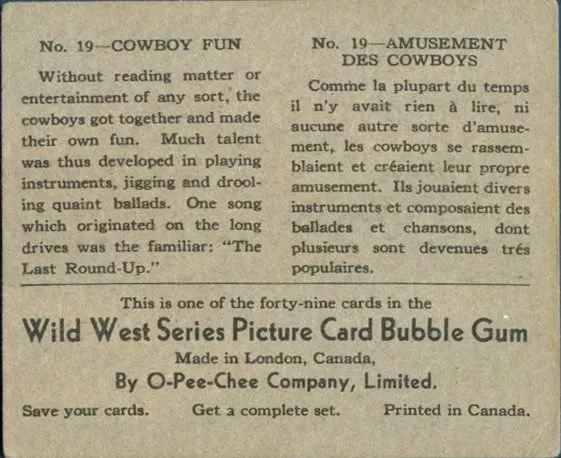 No. 19—COWBOY FUN
Without reading matter or
entertainment of any sort, the
cowboys got together and made
their own fun. Much talent
was thus developed in playing
instruments, jigging and drool-
ing quaint ballads. One song
which originated on the long
drives was the familiar: "The
Last Round-Up."
No. 19—AMUSEMENT
DES COWBOYS
Comme la plupart du temps
il n'y avait rien à lire, ni
aucune autre sorte d'amuse-
ment, les cowboys se rassem-
blaient et créaient leur propre
amusement. Ils jouaient divers
instruments et composaient des
ballades et chansons, dont
plusieurs sont devenues trés
populaires.
This is one of the forty-nine cards in the
Wild West Series Picture Card Bubble Gum
Made in London, Canada,
By O-Pee-Chee Company, Limited.
Save your cards. Get a complete set. Printed in Canada.